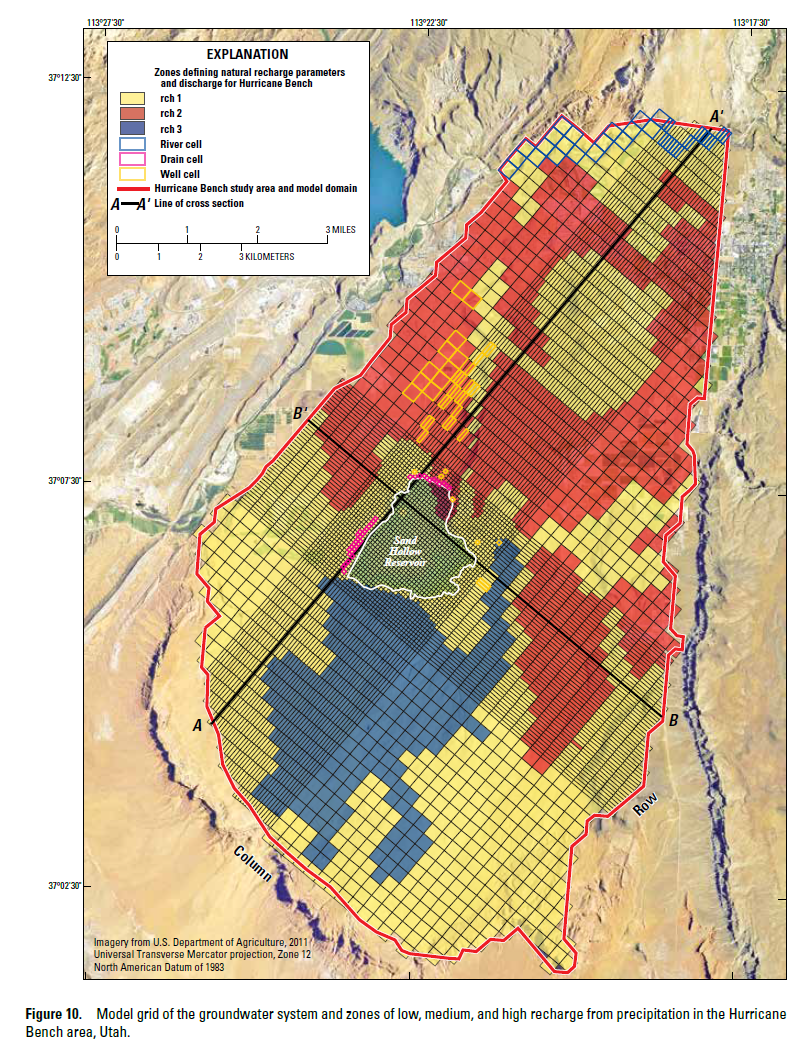 113°27'30"
113°22'30"
113°17'30"
37°12'30"
37°07'30"
37°02'30"
EXPLANATION
Zones defining natural recharge parameters
and discharge for Hurricane Bench
rch 1
rch 2
rch 3
River cell
Drain cell
Well cell
Hurricane Bench study area and model domain
A A' Line of cross section
0 1 2 3 MILES
0 1 2 3 KILOMETERS
A'
B'
Sand
Hollow
Reservoir
A
B
Row
Column
Imagery from U.S. Department of Agriculture, 2011
Universal Transverse Mercator projection, Zone 12
North American Datum of 1983
Figure 10. Model grid of the groundwater system and zones of low, medium, and high recharge from precipitation in the Hurricane
Bench area, Utah.